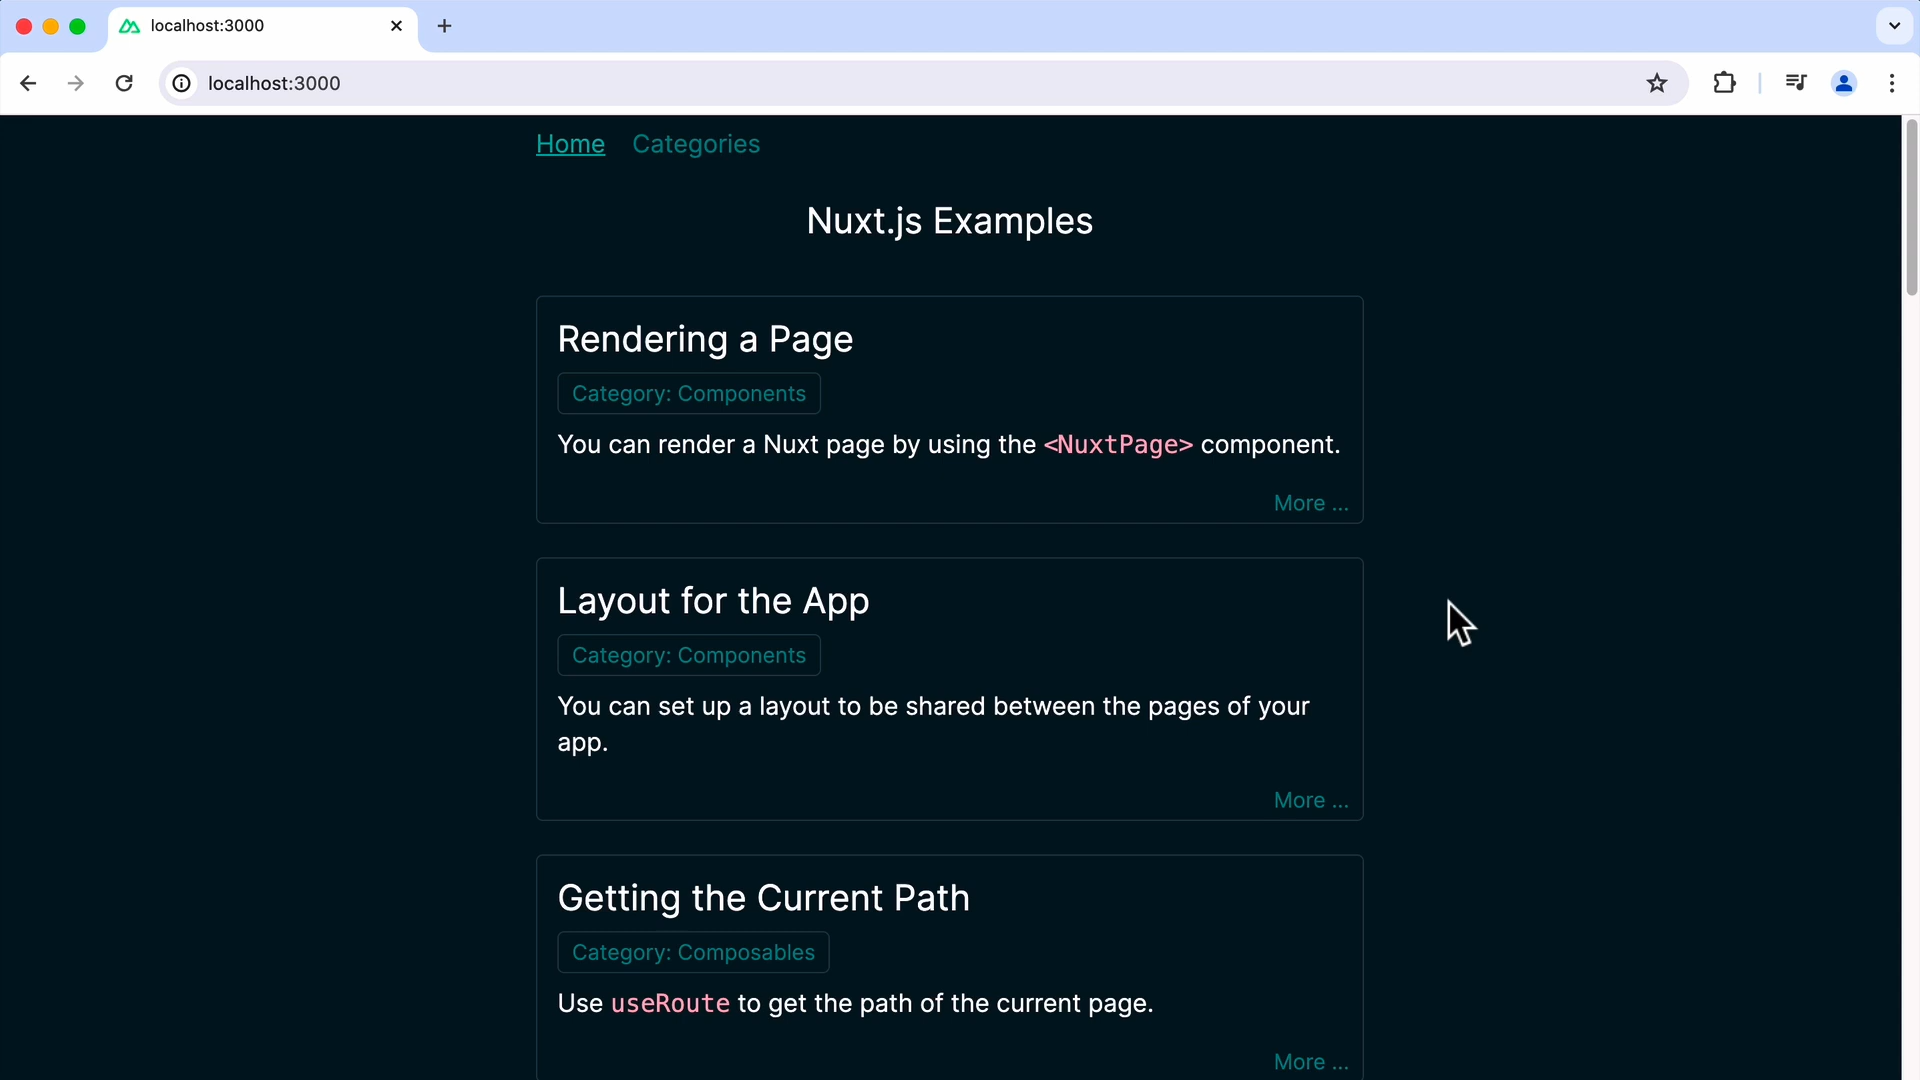 localhost:3000
localhost:3000
Home Categories
Nuxt.js Examples
Rendering a Page
Category: Components
You can render a Nuxt page by using the <NuxtPage> component.
More ...
Layout for the App
Category: Components
You can set up a layout to be shared between the pages of your
app.
More ...
Getting the Current Path
Category: Composables
Use useRoute to get the path of the current page.
More ...